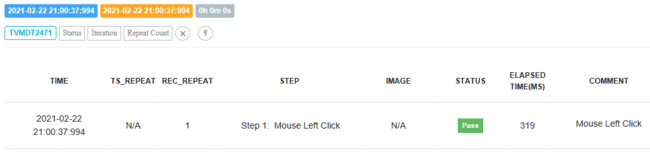 2021-02-22 21:00:37:994 2021-02-22 21:00:37:994 0h 0m 0s
TVMDT2471 Status Iteration Repeat Count
TIME TS_REPEAT REC_REPEAT STEP IMAGE STATUS ELAPSED TIME(MS) COMMENT
2021-02-22
21:00:37:994 N/A 1 Step 1: Mouse Left Click N/A Pass 319 Mouse Left Click